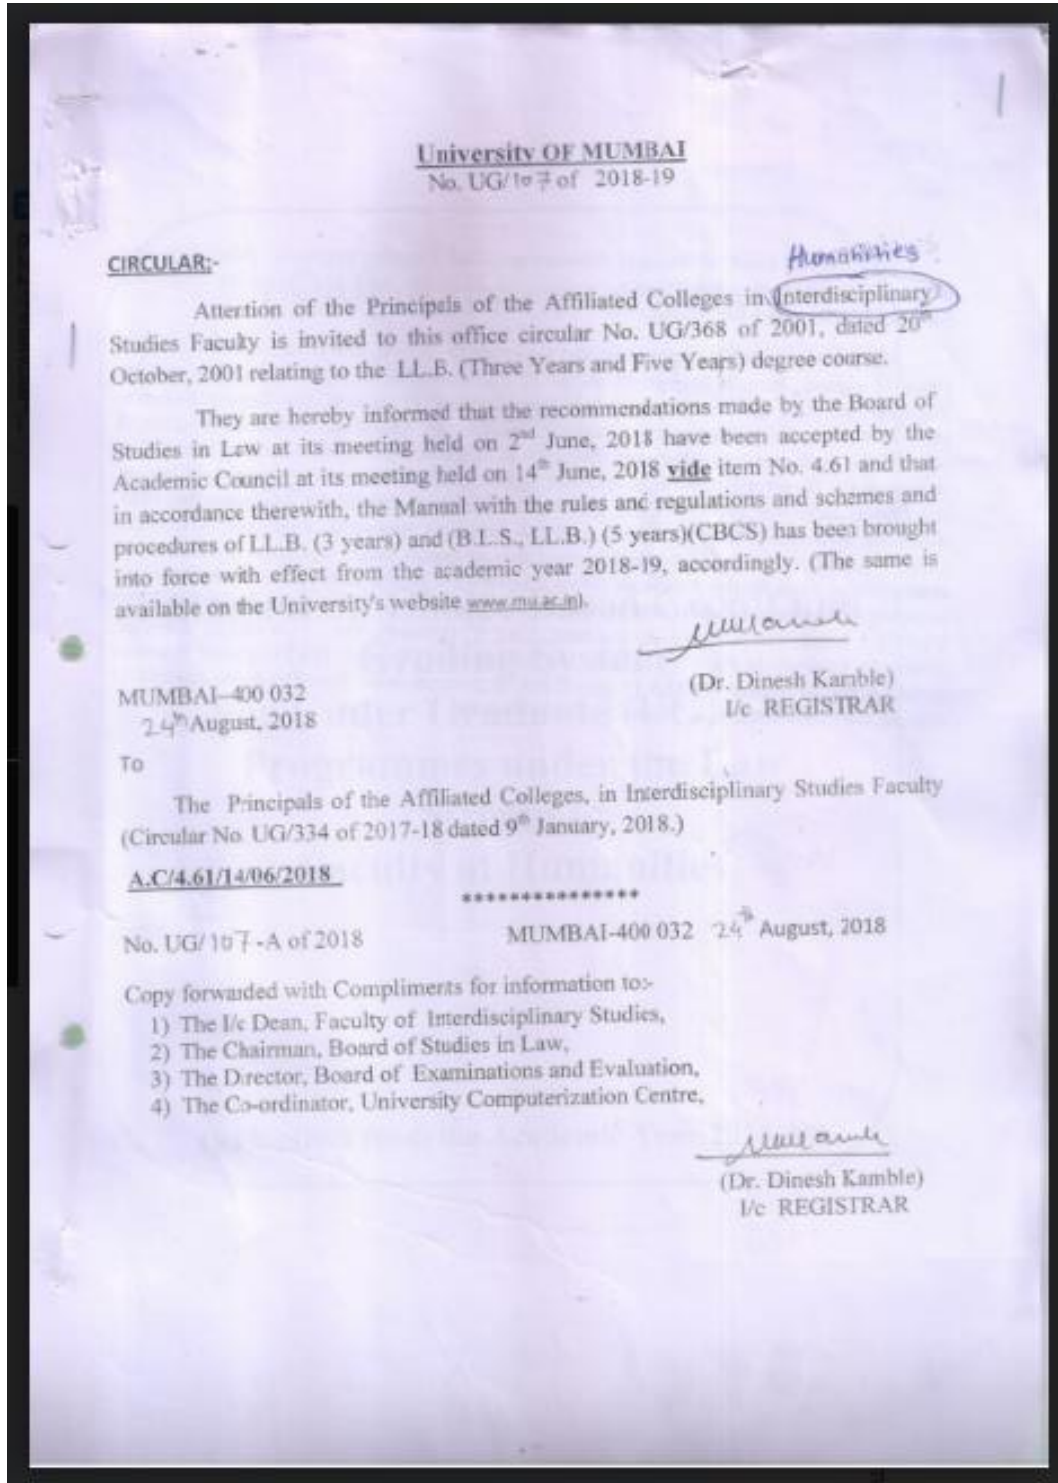 University OF MUMBAI
No. UG/107 of 2018-19
Humanities
CIRCULAR:-
Attention of the Principals of the Affiliated Colleges in Interdisciplinary
Studies Faculty is invited to this office circular No. UG/368 of 2001, dated 20th
October, 2001 relating to the LL.B. (Three Years and Five Years) degree course.
They are hereby informed that the recommendations made by the Board of
Studies in Law at its meeting held on 2nd June, 2018 have been accepted by the
Academic Council at its meeting held on 14th June, 2018 vide item No. 4.61 and that
in accordance therewith, the Manual with the rules and regulations and schemes and
procedures of LL.B. (3 years) and (B.L.S., LL.B.) (5 years)(CBCS) has been brought
into force with effect from the academic year 2018-19, accordingly. (The same is
available on the University's website www.mu.ac.in).
(Dr. Dinesh Kamble)
MUMBAI-400 032
I/c REGISTRAR
24th August, 2018
To
The Principals of the Affiliated Colleges, in Interdisciplinary Studies Faculty
(Circular No. UG/334 of 2017-18 dated 9th January, 2018.)
A.C/4.61/14/06/2018
***************
No. UG/107-A of 2018 MUMBAI-400 032 24th August, 2018
Copy forwarded with Compliments for information to:-
1) The I/c Dean, Faculty of Interdisciplinary Studies,
2) The Chairman, Board of Studies in Law,
3) The Director, Board of Examinations and Evaluation,
4) The Co-ordinator, University Computerization Centre,
(Dr. Dinesh Kamble)
I/c REGISTRAR